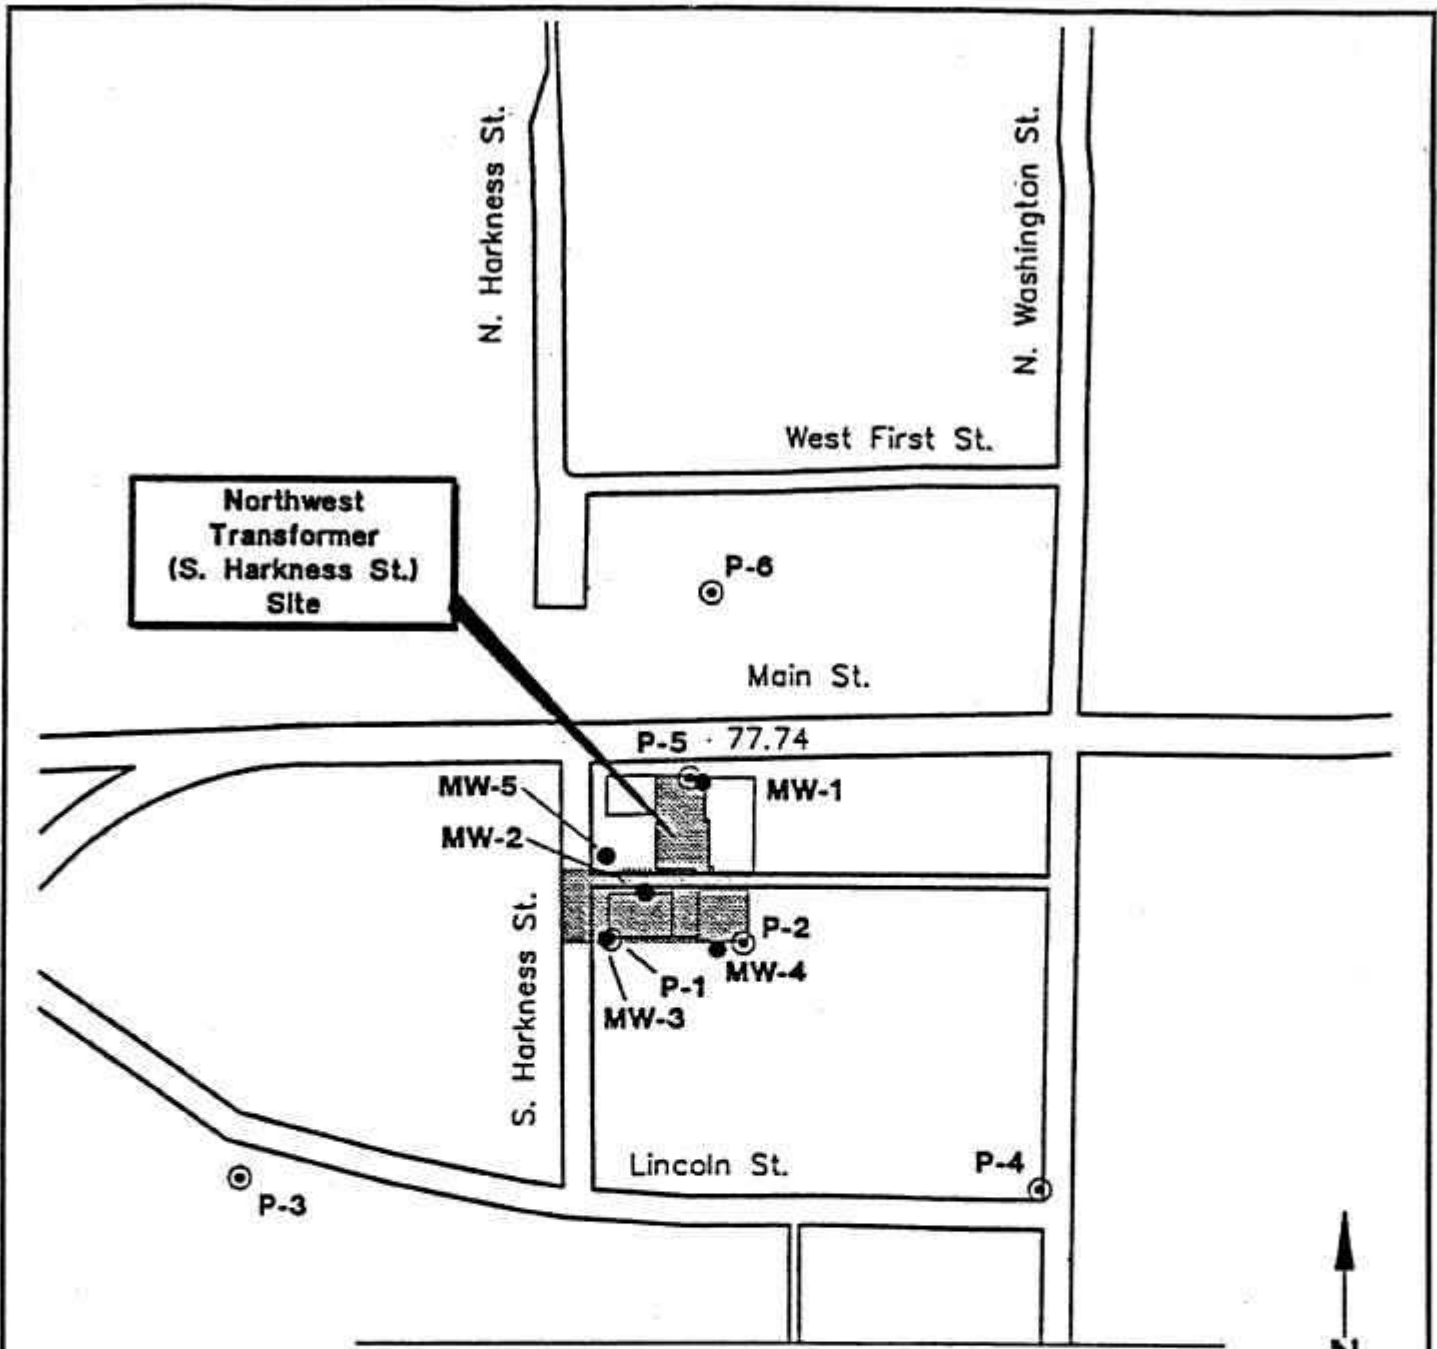 N. Harkness St.
N. Washington St.
West First St.
Northwest
Transformer
(S. Harkness St.)
Site
P-6
Main St.
P-5
77.74
MW-5
MW-1
MW-2
S. Harkness St.
P-2
MW-4
P-1
MW-3
Lincoln St.
P-4
P-3
N